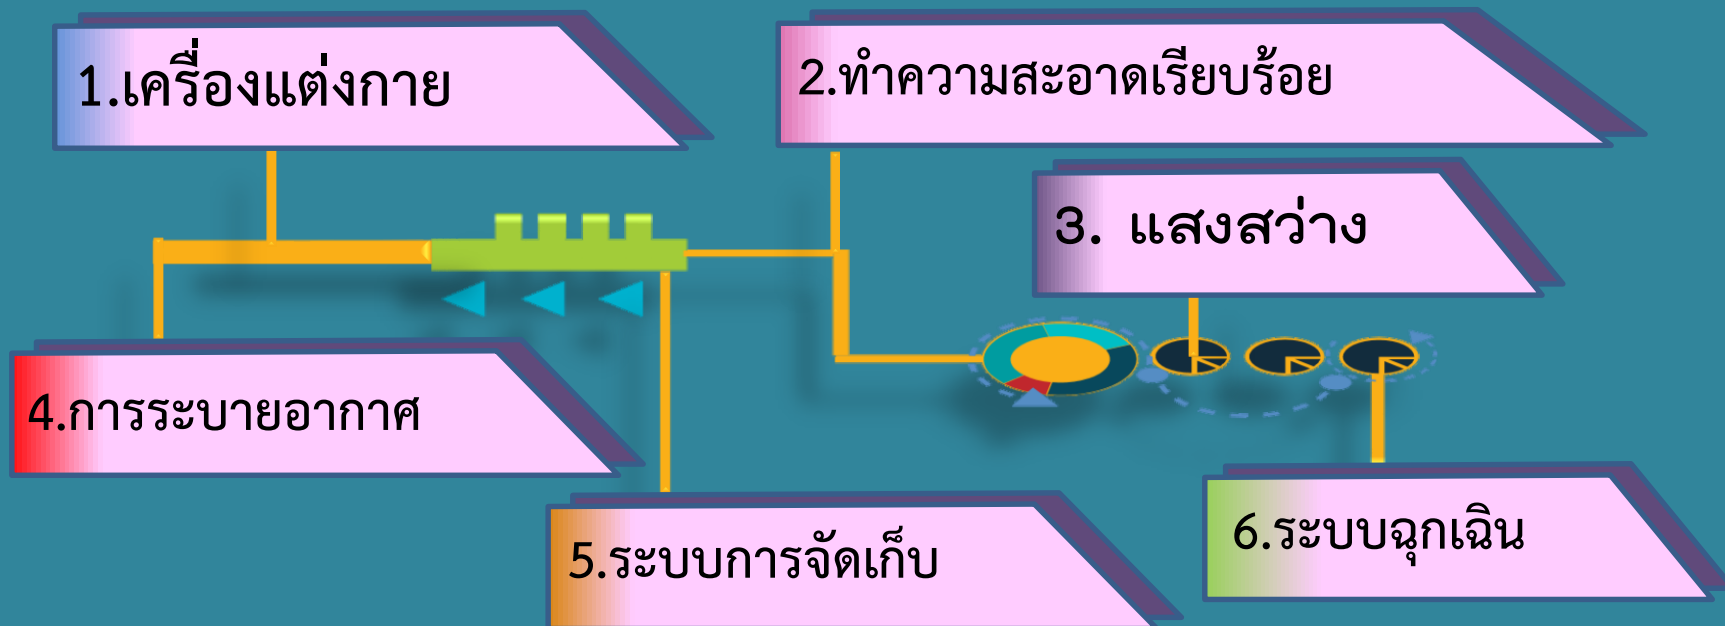 1.เครื่องแต่งกาย
2.ทำความสะอาดเรียบร้อย
3. แสงสว่าง
4.การระบายอากาศ
5.ระบบการจัดเก็บ
6.ระบบฉุกเฉิน